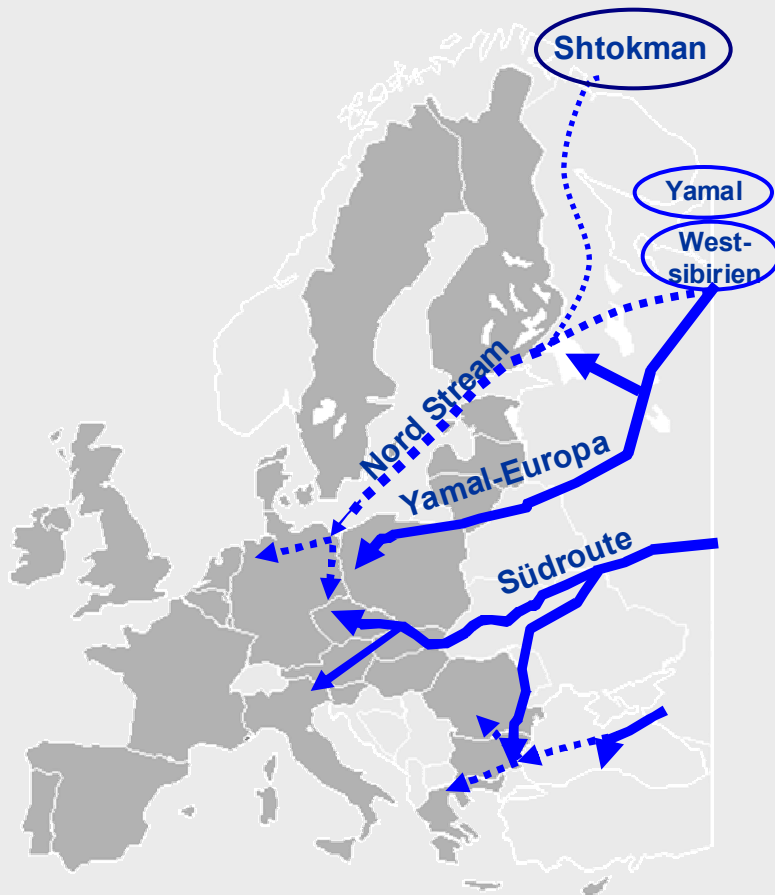 Shtokman
Yamal
West-
sibirien
Nord Stream
Yamal-Europa
Südroute